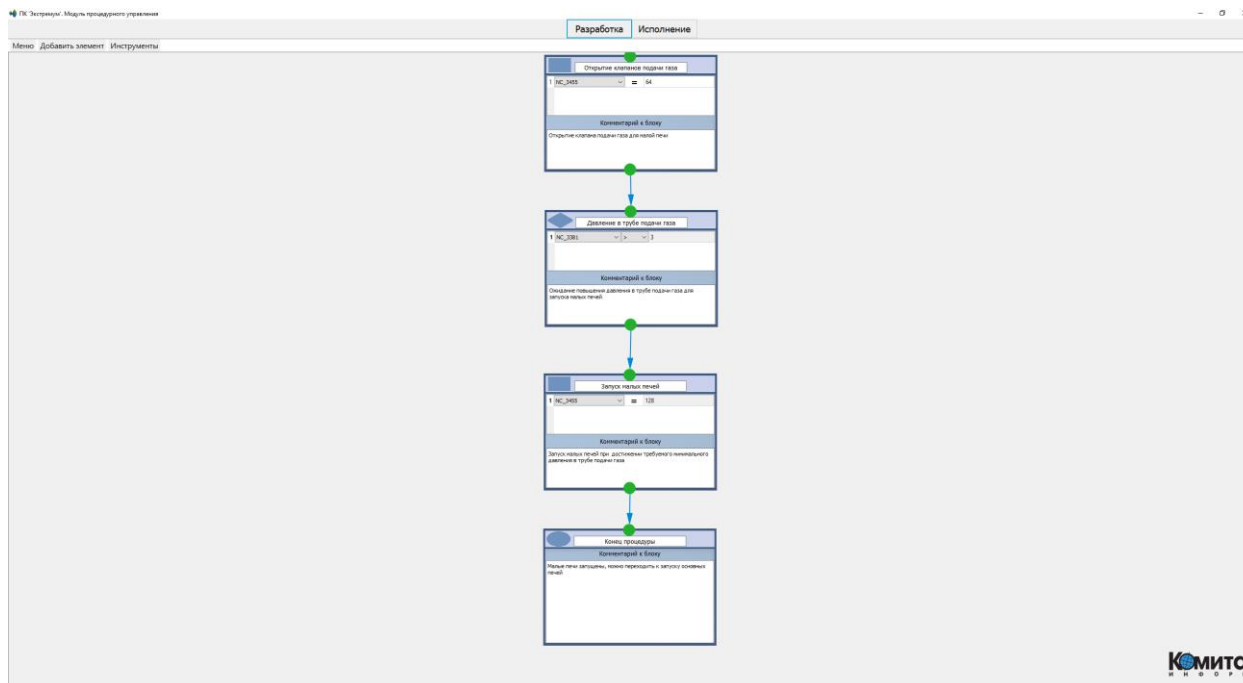 ПК 'Экстремум'. Модуль процедурного управления
Разработка Исполнение
Меню Добавить элемент Инструменты
Открытие клапанов подачи газа
1 NC_3455 = 64
Комментарий к блоку
Открытие клапана подачи газа для малой печи
Давление в трубе подачи газа
1 NC_3381 > 3
Комментарий к блоку
Ожидание повышения давления в трубе подачи газа для
запуска малых печей
Запуск малых печей
1 NC_3455 = 128
Комментарий к блоку
Запуск малых печей при достижении требуемого минимального
давления в трубе подачи газа
Конец процедуры
Комментарий к блоку
Малые печи запущены, можно переходить к запуску основных
печей